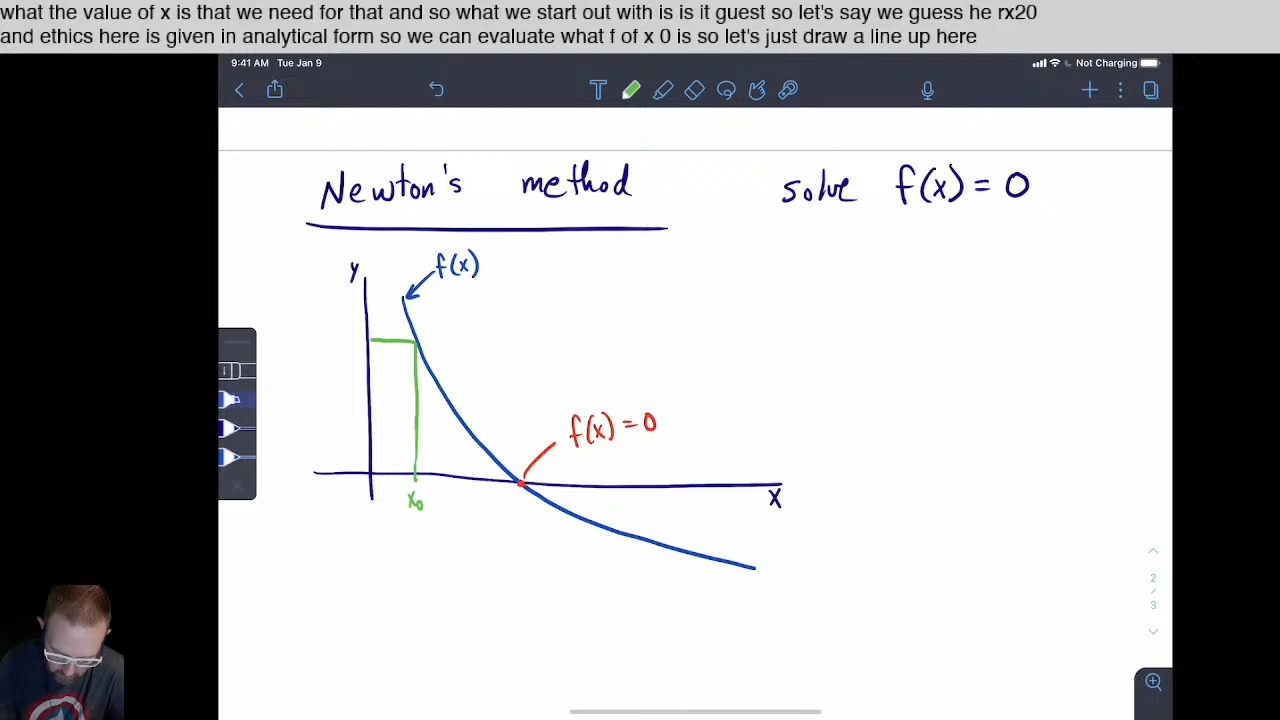 what the value of x is that we need for that and so what we start out with is is it guest so let's say we guess he rx20
and ethics here is given in analytical form so we can evaluate what f of x 0 is so let's just draw a line up here
9:41 AM Tue Jan 9
Not Charging
T
Newton's method
solve f(x) = 0
y
f(x)
f(x) = 0
x0
x
2
/
3